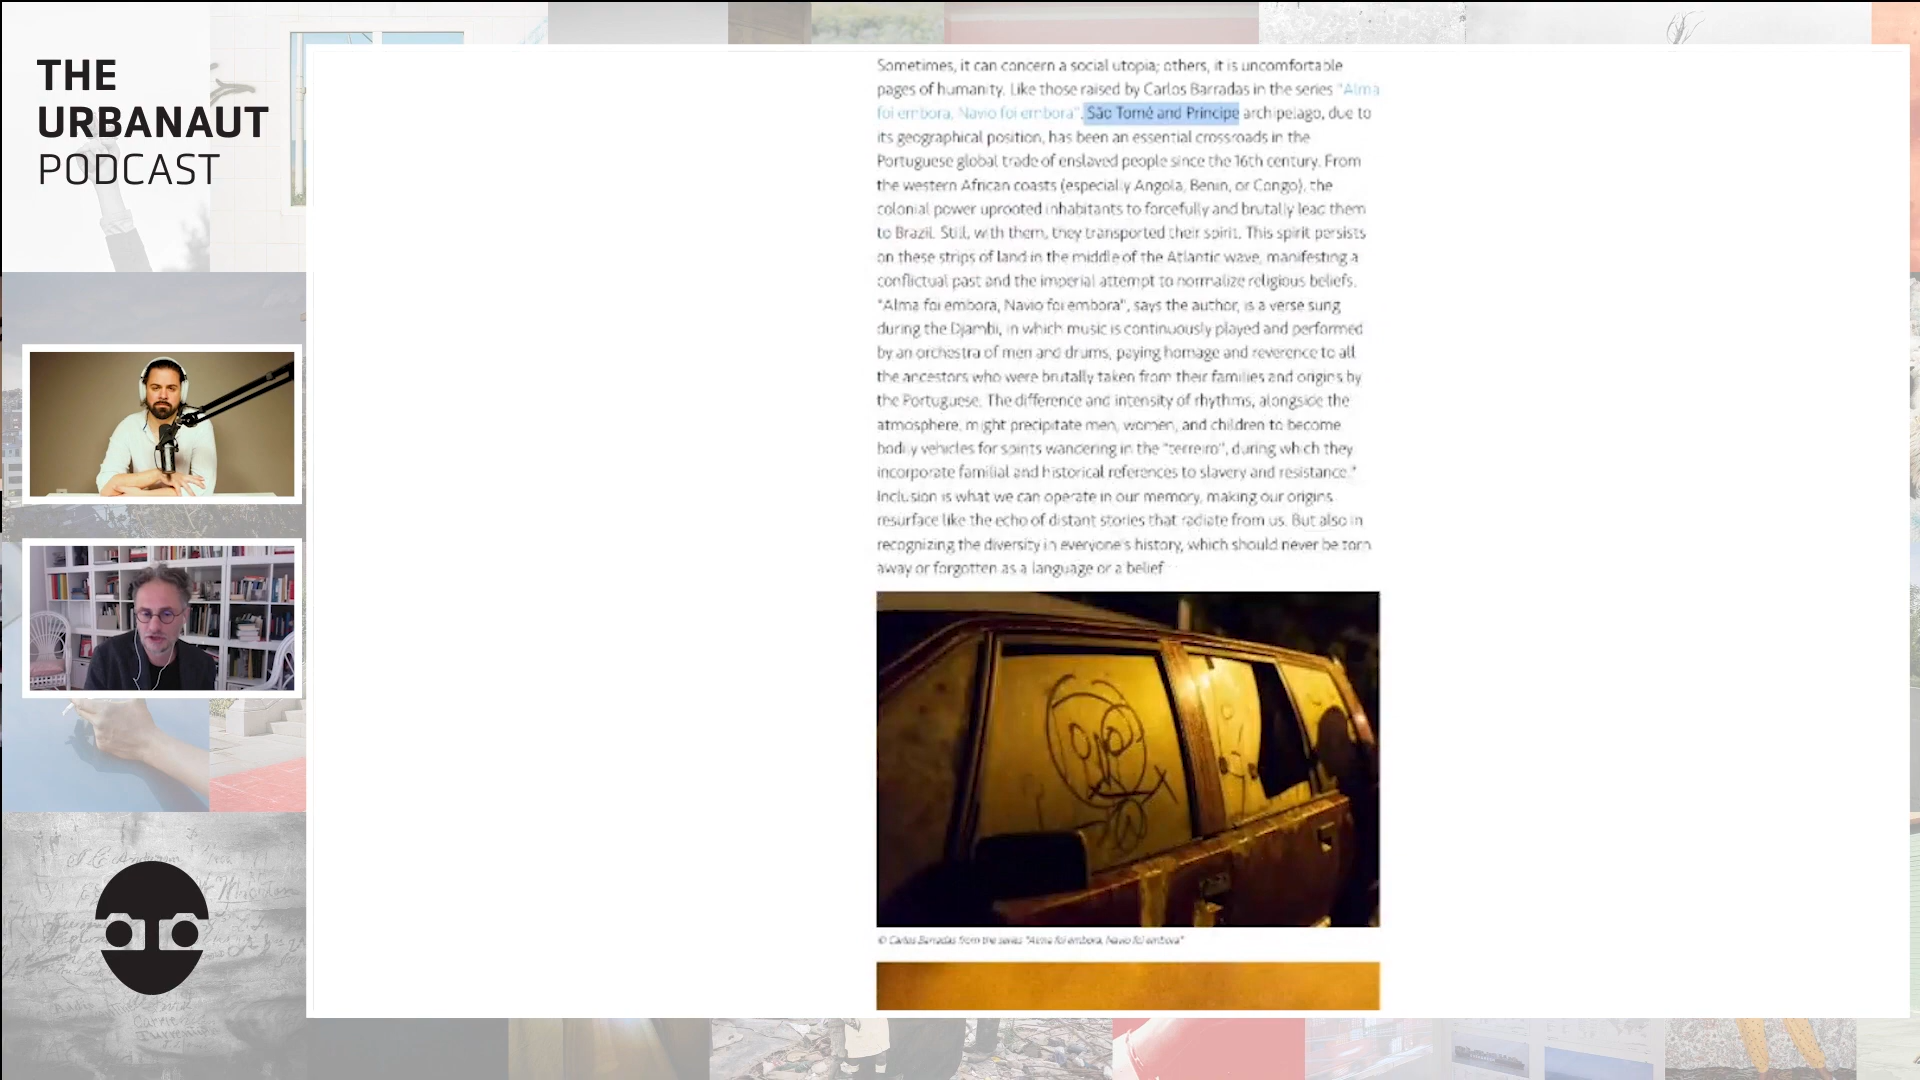 THE
URBANAUT
PODCAST
Sometimes, it can concern a social utopia; others, it is uncomfortable
pages of humanity. Like those raised by Carlos Barradas in the series "Alma
foi embora, Navio foi embora". São Tomé and Príncipe archipelago, due to
its geographical position, has been an essential crossroads in the
Portuguese global trade of enslaved people since the 16th century. From
the western African coasts (especially Angola, Benin, or Congo), the
colonial power uprooted inhabitants to forcefully and brutally lead them
to Brazil. Still, with them, they transported their spirit. This spirit persists
on these strips of land in the middle of the Atlantic wave, manifesting a
conflictual past and the imperial attempt to normalize religious beliefs.
"Alma foi embora, Navio foi embora", says the author, is a verse sung
during the Djambi, in which music is continuously played and performed
by an orchestra of men and drums, paying homage and reverence to all
the ancestors who were brutally taken from their families and origins by
the Portuguese. The difference and intensity of rhythms, alongside the
atmosphere, might precipitate men, women, and children to become
bodily vehicles for spirits wandering in the "terreiro", during which they
incorporate familial and historical references to slavery and resistance."
Inclusion is what we can operate in our memory, making our origins
resurface like the echo of distant stories that radiate from us. But also in
recognizing the diversity in everyone's history, which should never be torn
away or forgotten as a language or a belief
© Carlos Barradas from the series "Alma foi embora, Navio foi embora"